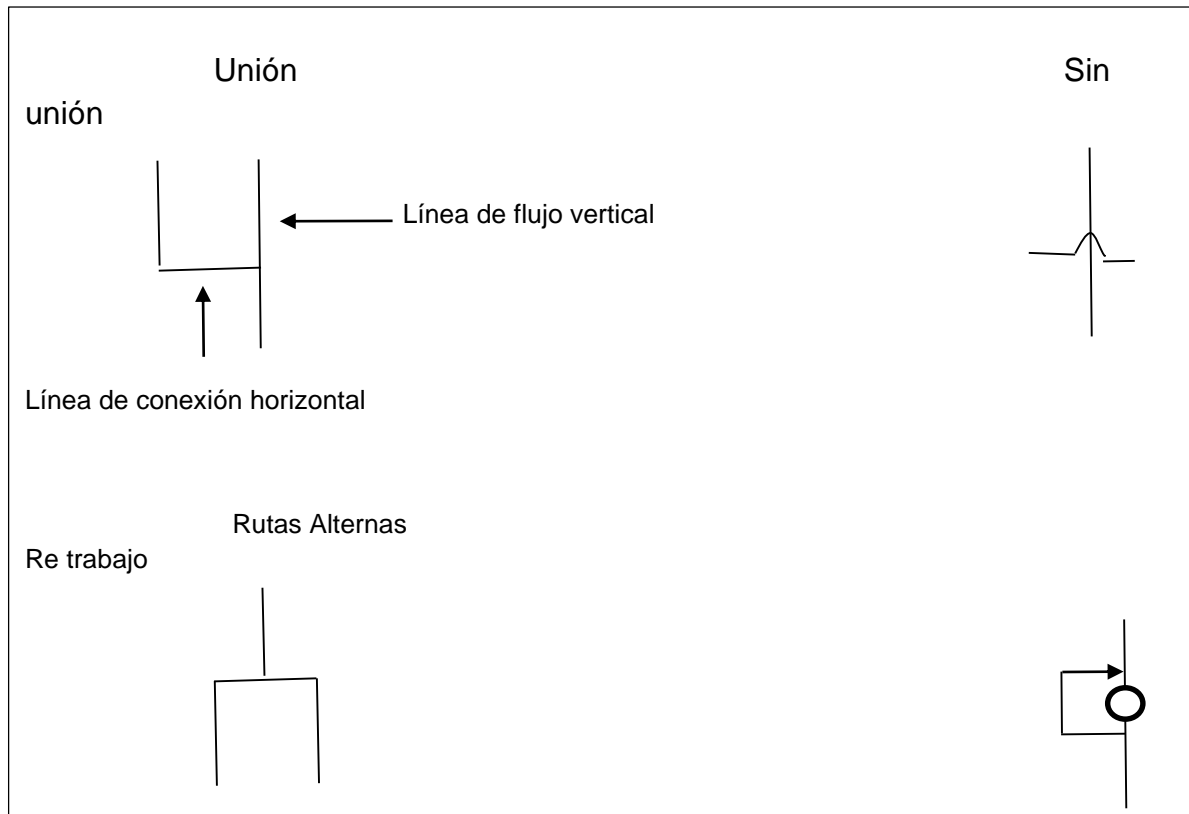 Unión Sin
unión
Línea de flujo vertical
Línea de conexión horizontal
Rutas Alternas
Re trabajo